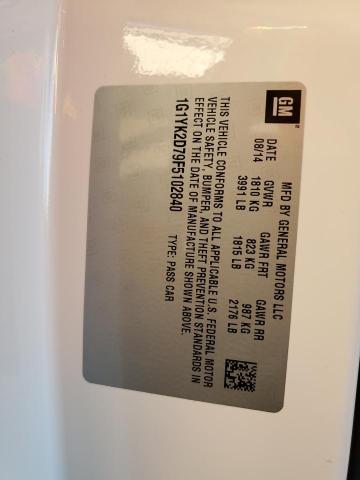 GM
MFD BY GENERAL MOTORS LLC
DATE GVWR GAWR FRT GAWR RR
08/14 1810 KG 823 KG 987 KG
3991 LB 1815 LB 2176 LB
THIS VEHICLE CONFORMS TO ALL APPLICABLE U.S. FEDERAL MOTOR
VEHICLE SAFETY, BUMPER, AND THEFT PREVENTION STANDARDS IN
EFFECT ON THE DATE OF MANUFACTURE SHOWN ABOVE.
1G1YK2D79F5102840 TYPE: PASS CAR